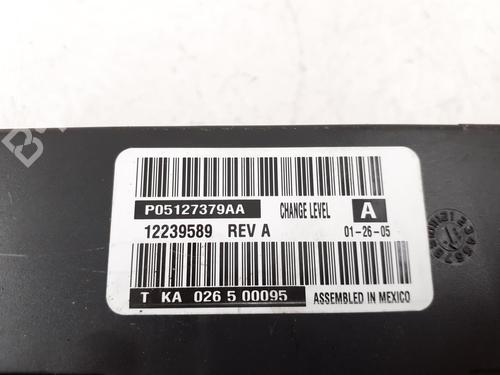 P05127379AA CHANGE LEVEL A
12239589 REV A 01-26-05
T KA 026 5 00095 ASSEMBLED IN MEXICO